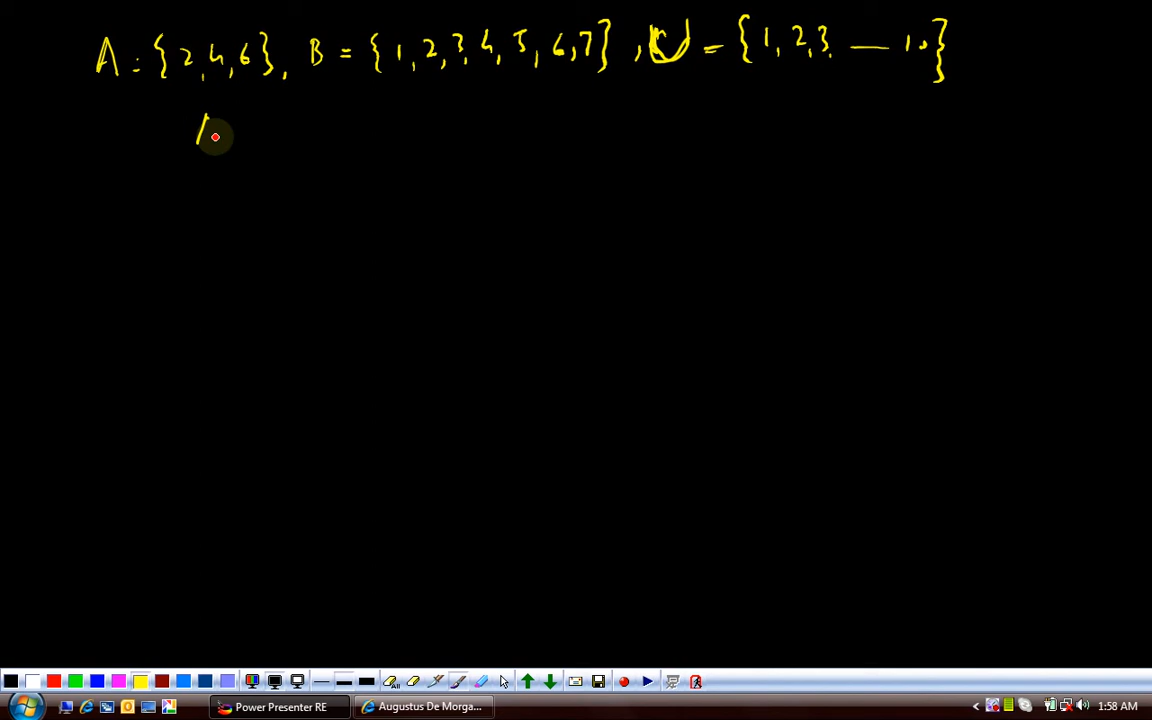 A : {2,4,6}, B = {1,2,3,4,5,6,7}, U = {1,2,3, — 10}
All
Power Presenter RE
Augustus De Morga...
1:58 AM